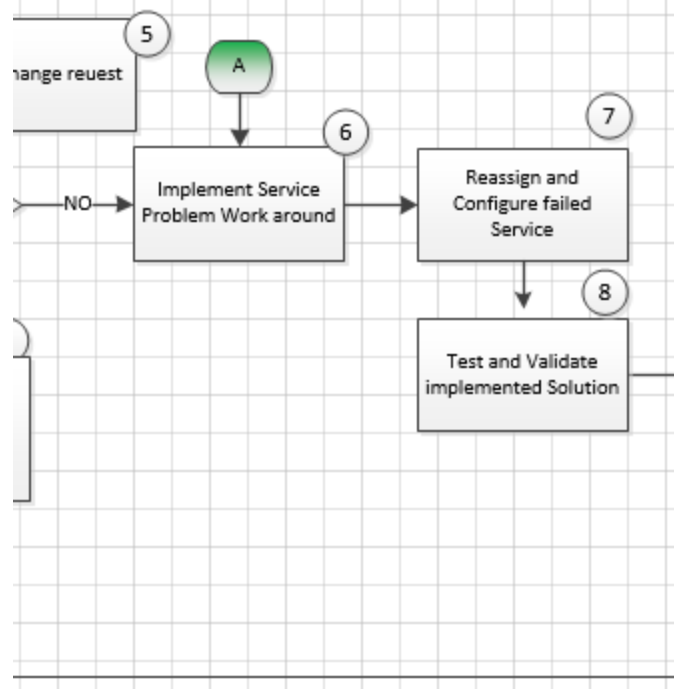 5
reuest
A
6
NO
Implement Service
Problem Work around
7
Reassign and
Configure failed
Service
8
Test and Validate
implemented Solution